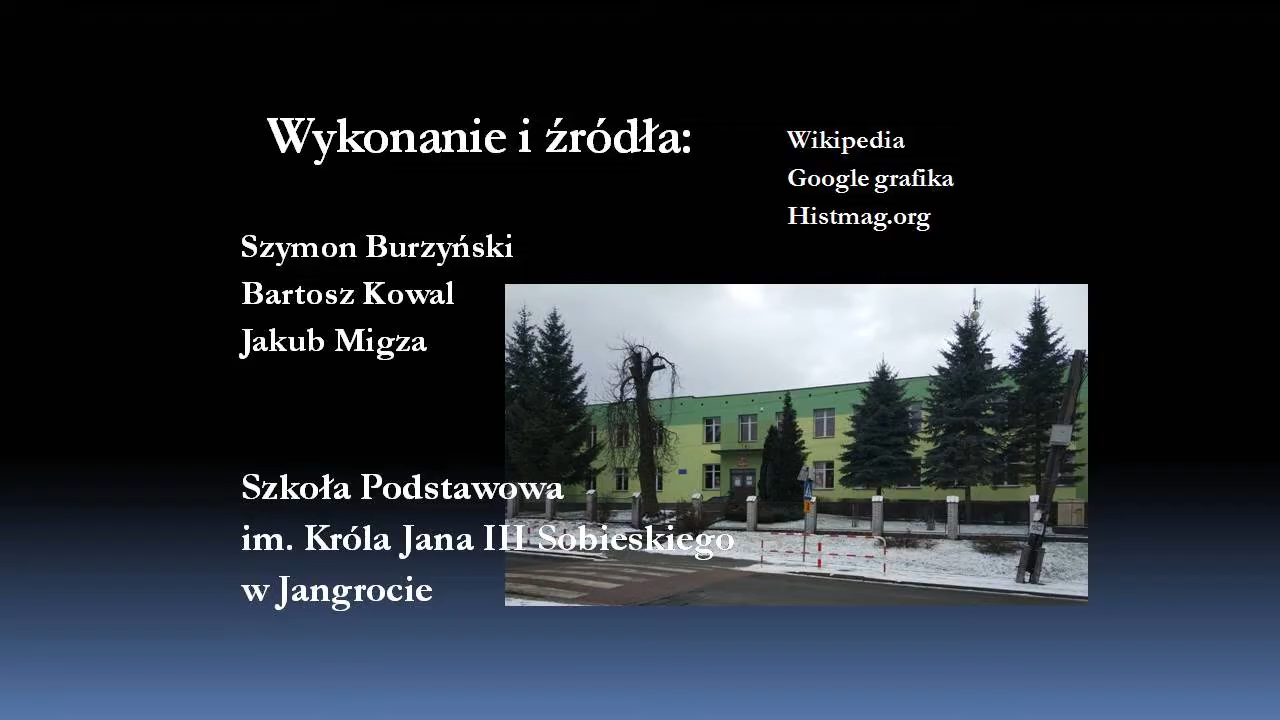 Wykonanie i źródła:
Wikipedia
Google grafika
Histmag.org
Szymon Burzyński
Bartosz Kowal
Jakub Migza
Szkoła Podstawowa
im. Króla Jana III Sobieskiego
w Jangrocie